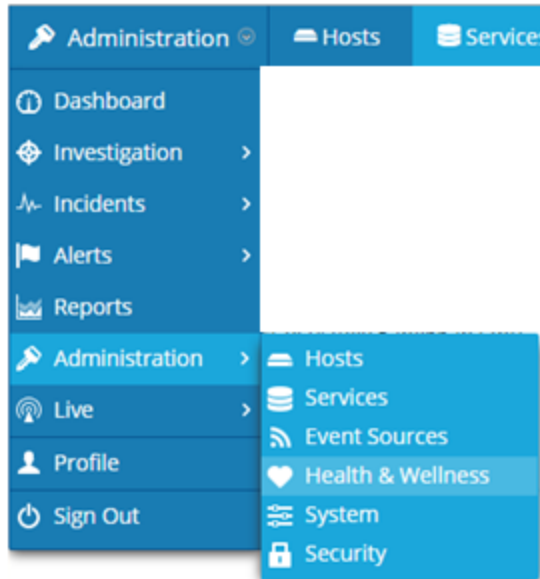 Administration Hosts Services
Dashboard
Investigation
Incidents
Alerts
Reports
Administration
Live
Profile
Sign Out
Hosts
Services
Event Sources
Health & Wellness
System
Security